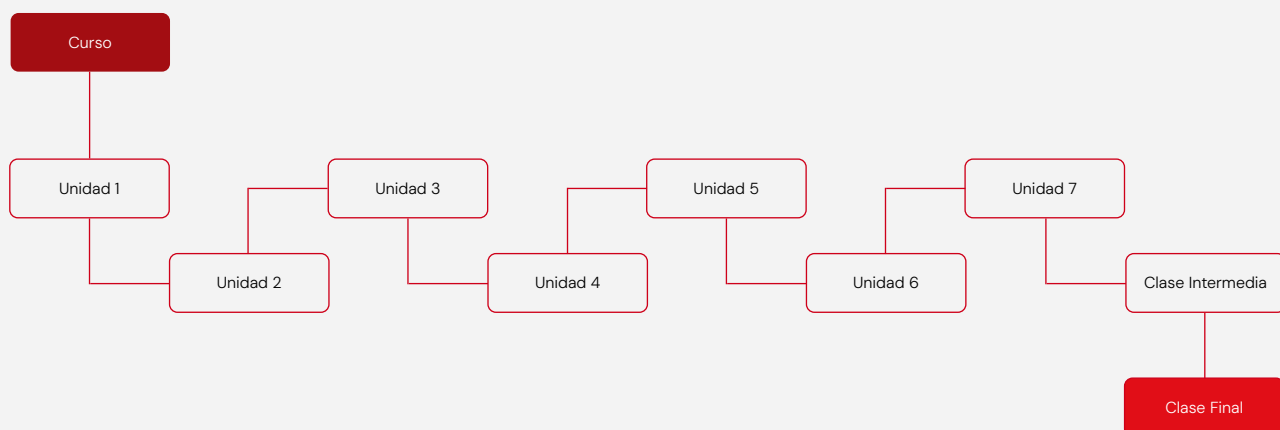 Curso
Unidad 1
Unidad 2
Unidad 3
Unidad 4
Unidad 5
Unidad 6
Unidad 7
Clase Intermedia
Clase Final